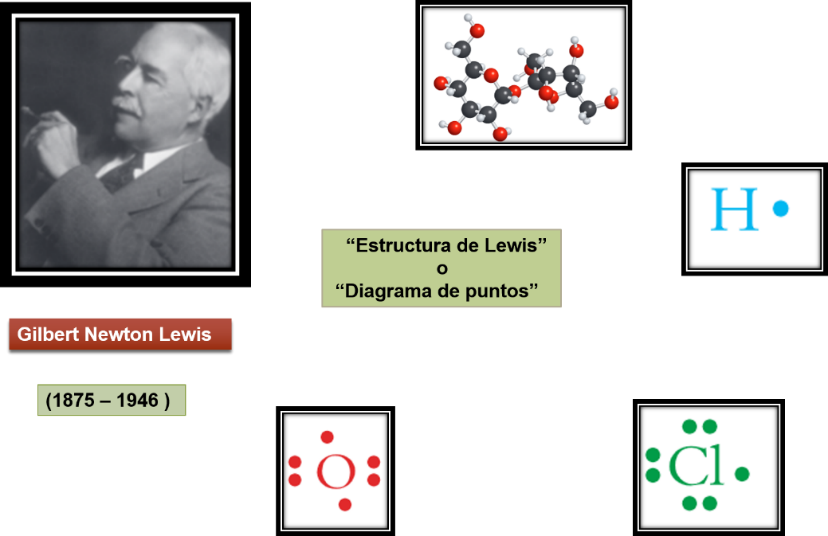 H
“Estructura de Lewis”
o
“Diagrama de puntos”
Gilbert Newton Lewis
(1875 – 1946 )
O
Cl